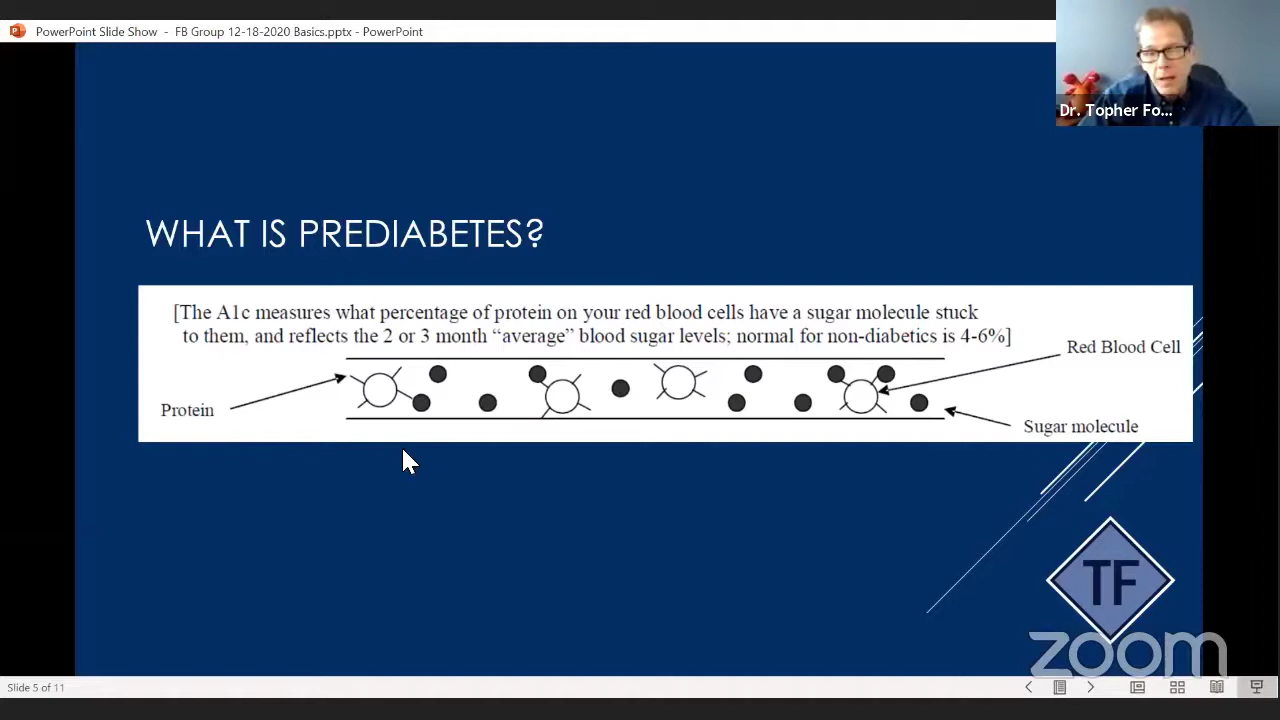 PowerPoint Slide Show - FB Group 12-18-2020 Basics.pptx - PowerPoint
Dr. Topher Fo...
WHAT IS PREDIABETES?
[The A1c measures what percentage of protein on your red blood cells have a sugar molecule stuck
to them, and reflects the 2 or 3 month “average” blood sugar levels; normal for non-diabetics is 4-6%]
Red Blood Cell
Protein
Sugar molecule
TF
zoom
Slide 5 of 11